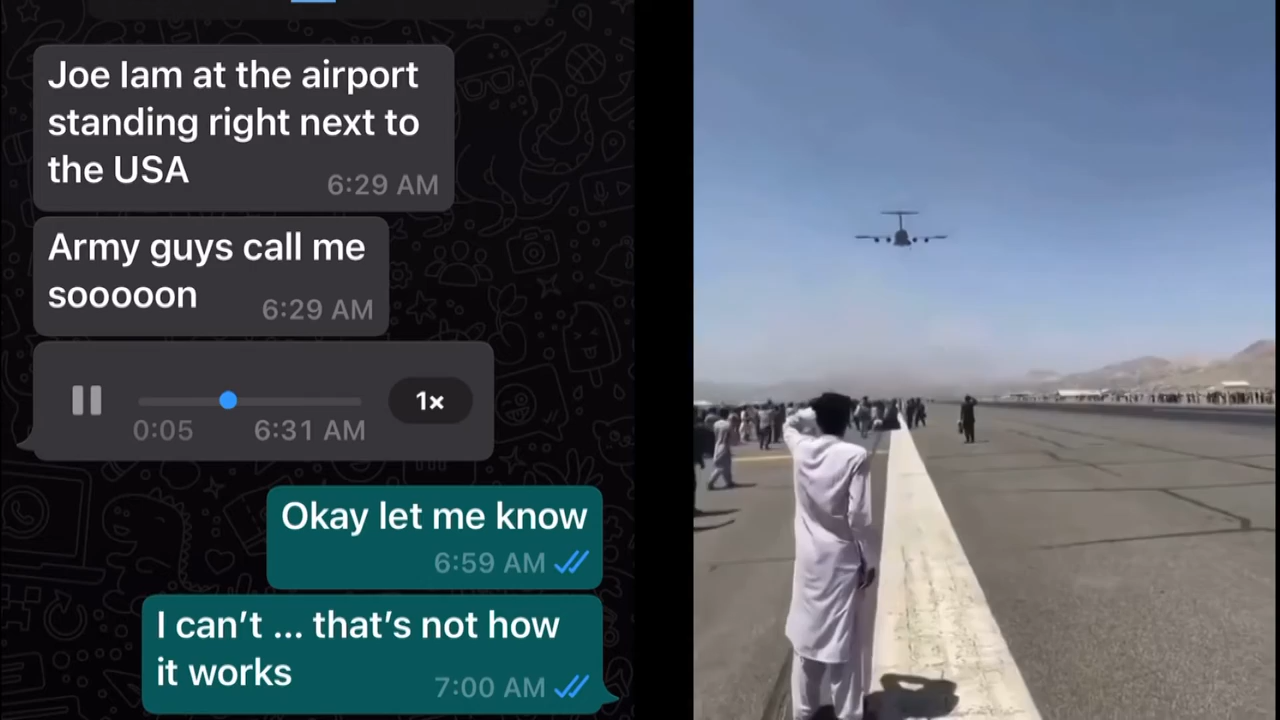 Joe Iam at the airport
standing right next to
the USA
6:29 AM
Army guys call me
sooooon
6:29 AM
1×
0:05
6:31 AM
Okay let me know
6:59 AM
I can't ... that's not how
it works
7:00 AM